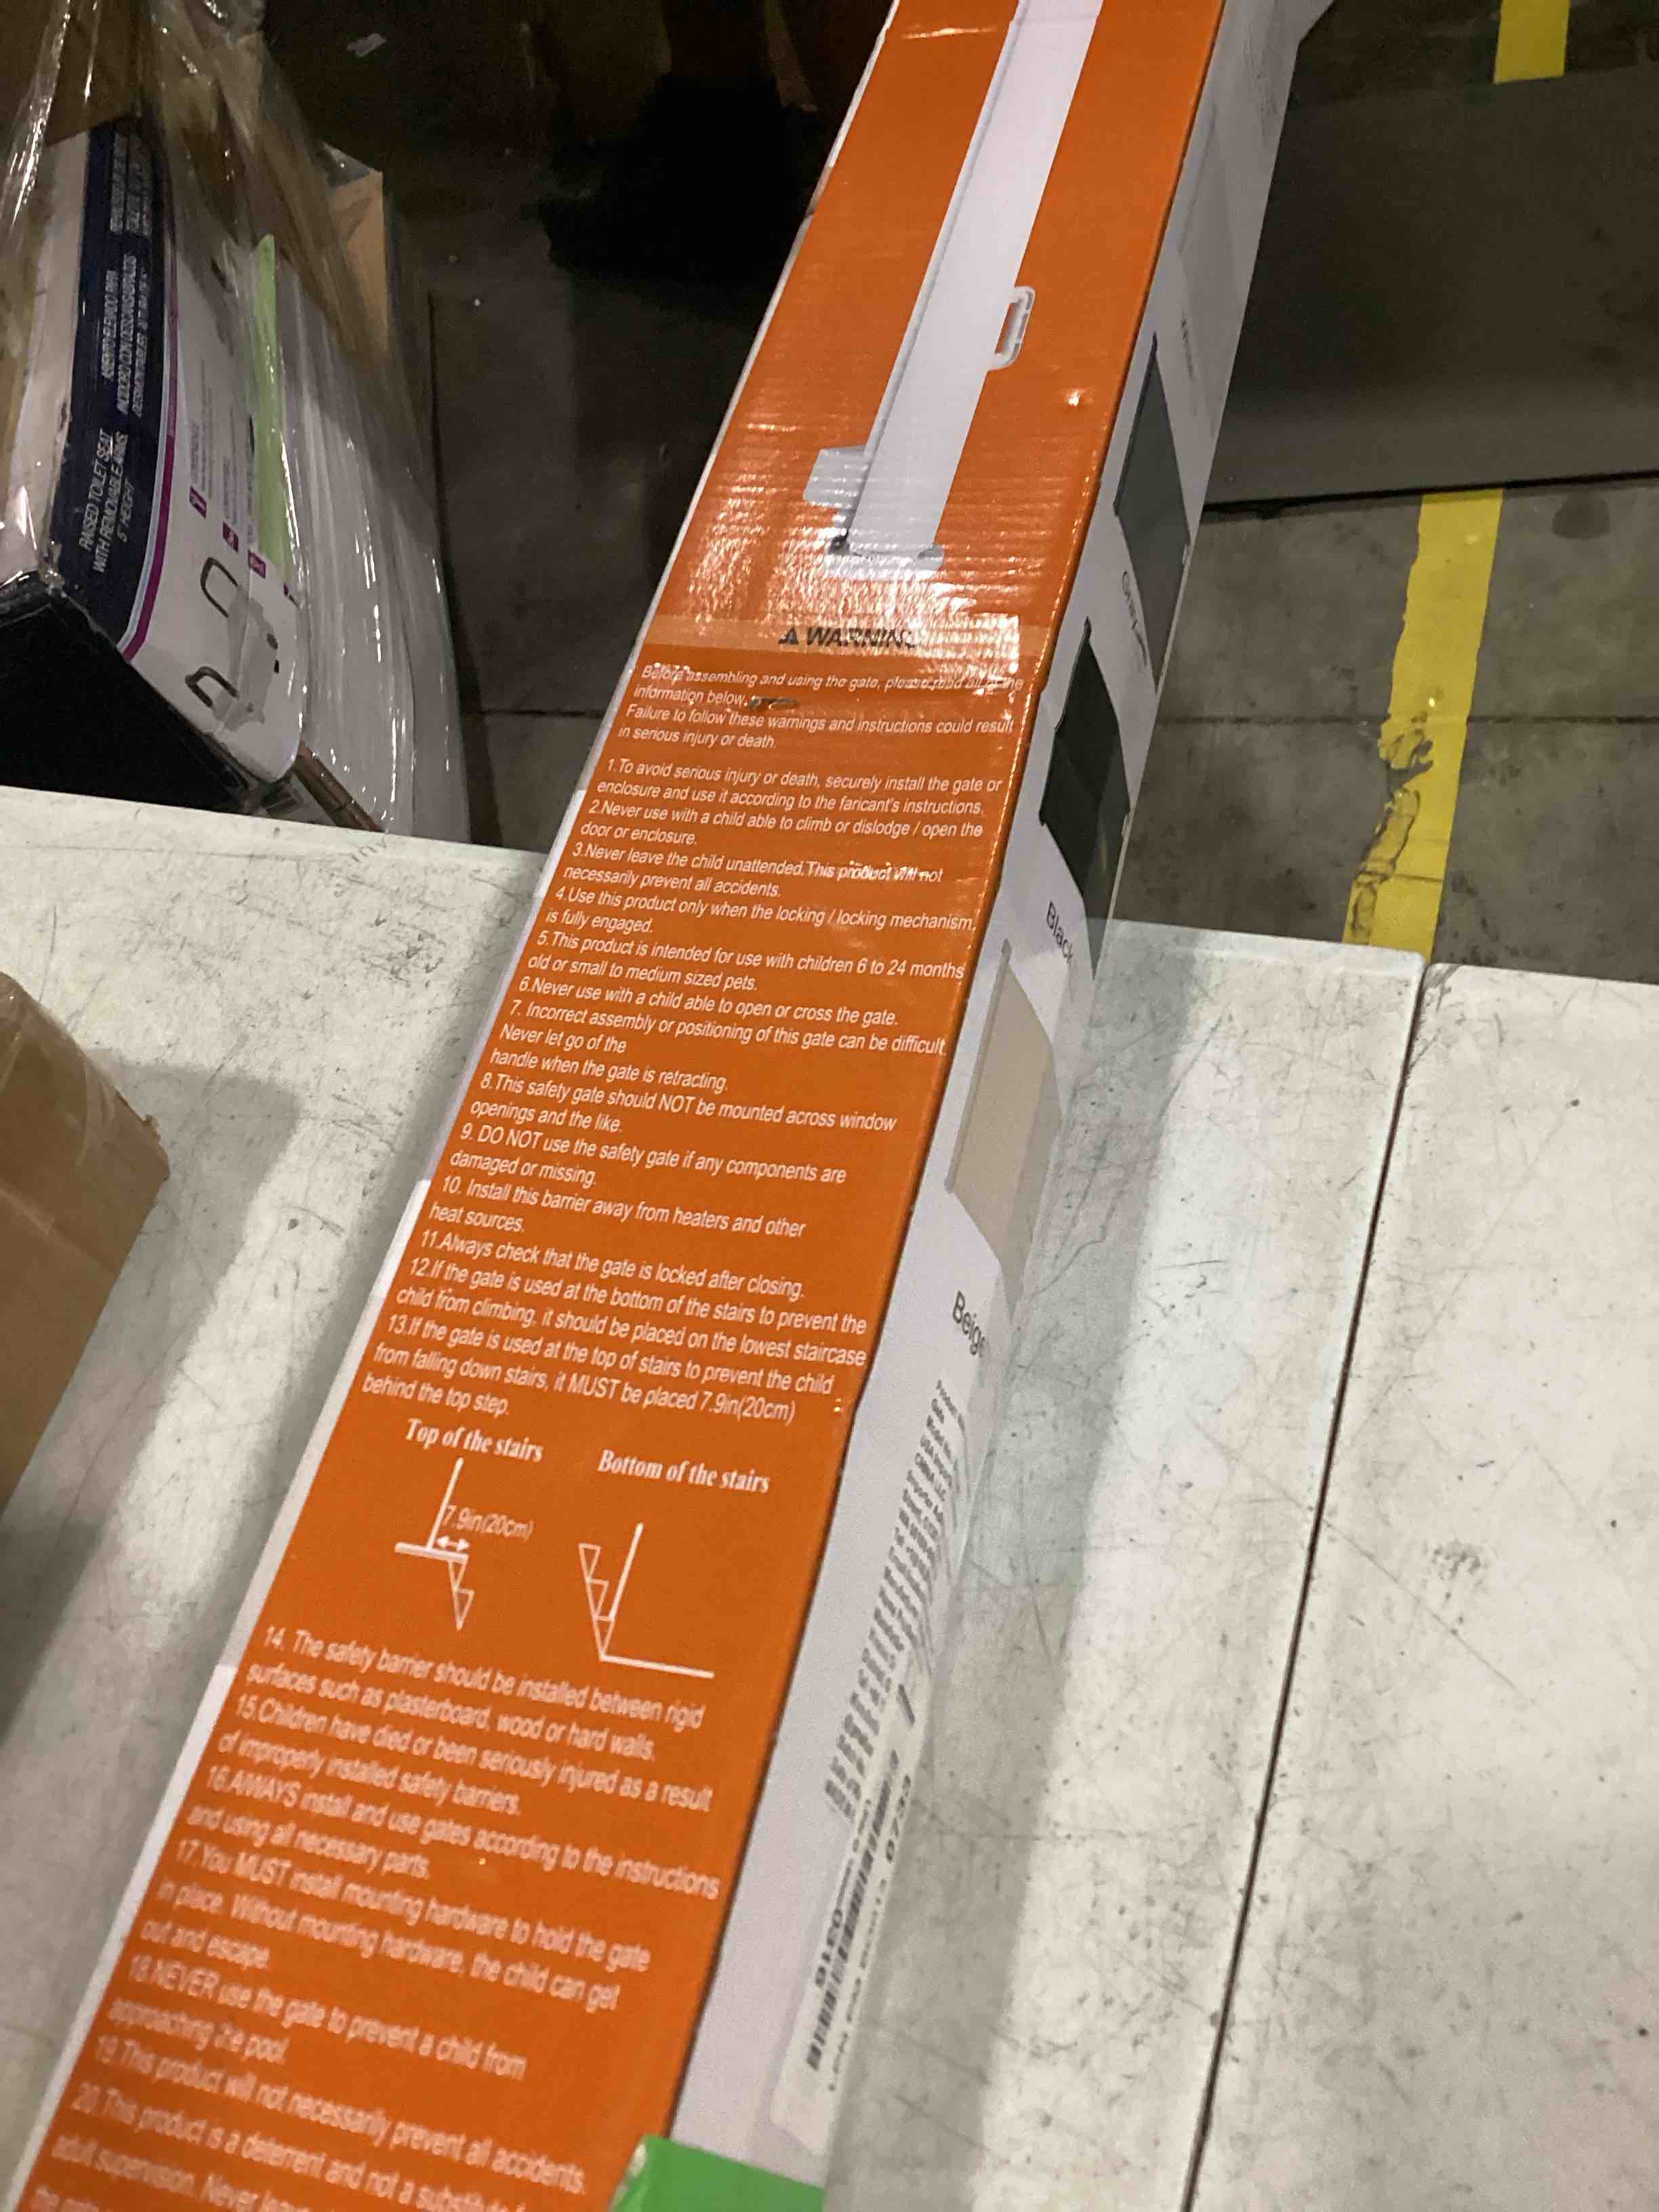 WARNING
Before assembling and using the gate, please read all of the
information below.
Failure to follow these warnings and instructions could result
in serious injury or death.
1.To avoid serious injury or death, securely install the gate or
enclosure and use it according to the faricant's instructions.
2.Never use with a child able to climb or dislodge / open the
door or enclosure.
3.Never leave the child unattended.This product will not
necessarily prevent all accidents.
4.Use this product only when the locking / locking mechanism
is fully engaged.
5.This product is intended for use with children 6 to 24 months
old or small to medium sized pets.
6.Never use with a child able to open or cross the gate.
7. Incorrect assembly or positioning of this gate can be difficult.
Never let go of the
handle when the gate is retracting.
8.This safety gate should NOT be mounted across window
openings and the like.
9. DO NOT use the safety gate if any components are
damaged or missing.
10. Install this barrier away from heaters and other
heat sources.
11.Always check that the gate is locked after closing.
12.If the gate is used at the bottom of the stairs to prevent the
child from climbing, it should be placed on the lowest staircase
13.If the gate is used at the top of stairs to prevent the child
from falling down stairs, it MUST be placed 7.9in(20cm)
behind the top step.
Top of the stairs
Bottom of the stairs
7.9in(20cm)
14. The safety barrier should be installed between rigid
surfaces such as plasterboard, wood or hard walls.
15.Children have died or been seriously injured as a result
of improperly installed safety barriers.
16.AWAYS install and use gates according to the instructions
and using all necessary parts.
17.You MUST install mounting hardware to hold the gate
in place. Without mounting hardware, the child can get
out and escape.
18.NEVER use the gate to prevent a child from
approaching the pool.
19.This product will not necessarily prevent all accidents.
20.This product is a deterrent and not a substitute
adult supervision. Never
Black
Beige
RAISED TOILET SEAT
WITH REMOVABLE ARMS
5" HEIGHT